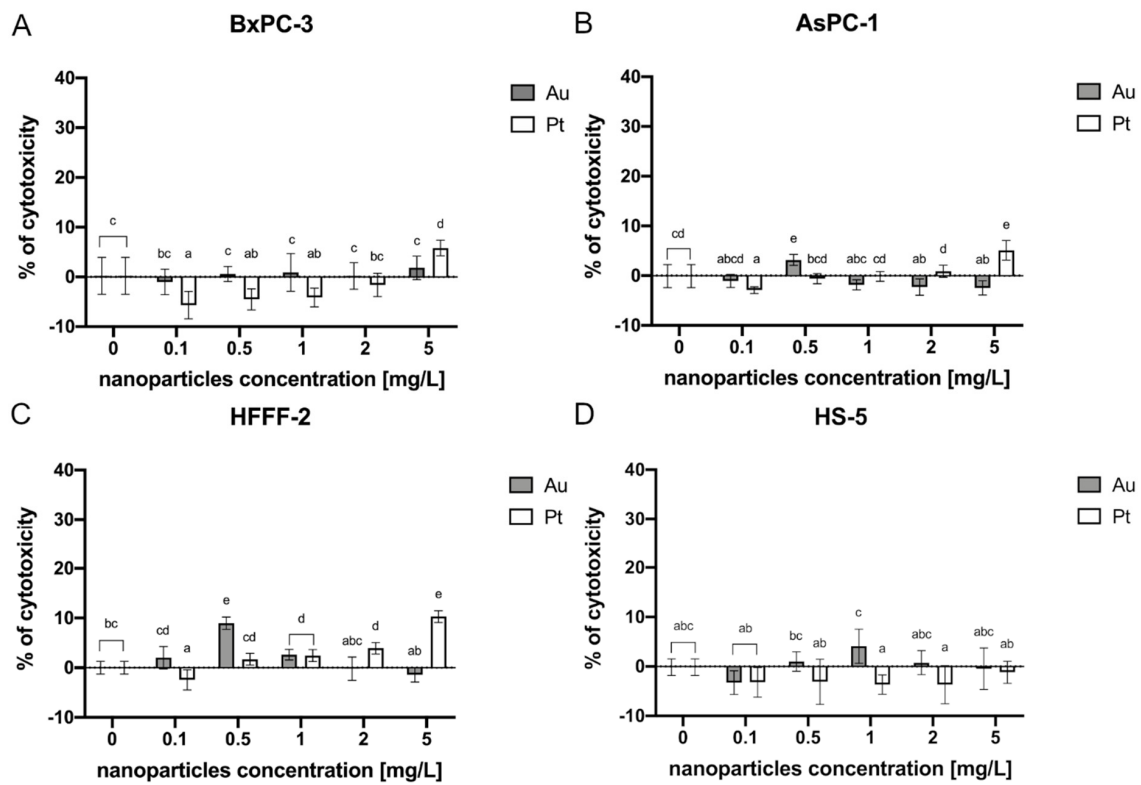 A
BxPC-3
% of cytotoxicity
40
30
20
10
0
-10
c
bc
a
c
ab
c
ab
c
bc
c
d
Au
Pt
0
0.1
0.5
1
2
5
nanoparticles concentration [mg/L]
B
AsPC-1
% of cytotoxicity
40
30
20
10
0
-10
cd
abcd
a
e
bcd
abc
cd
ab
d
ab
e
Au
Pt
0
0.1
0.5
1
2
5
nanoparticles concentration [mg/L]
C
HFFF-2
% of cytotoxicity
40
30
20
10
0
-10
bc
cd
a
e
cd
d
abc
d
ab
e
Au
Pt
0
0.1
0.5
1
2
5
nanoparticles concentration [mg/L]
D
HS-5
% of cytotoxicity
40
30
20
10
0
-10
abc
ab
bc
ab
c
a
abc
a
abc
ab
Au
Pt
0
0.1
0.5
1
2
5
nanoparticles concentration [mg/L]